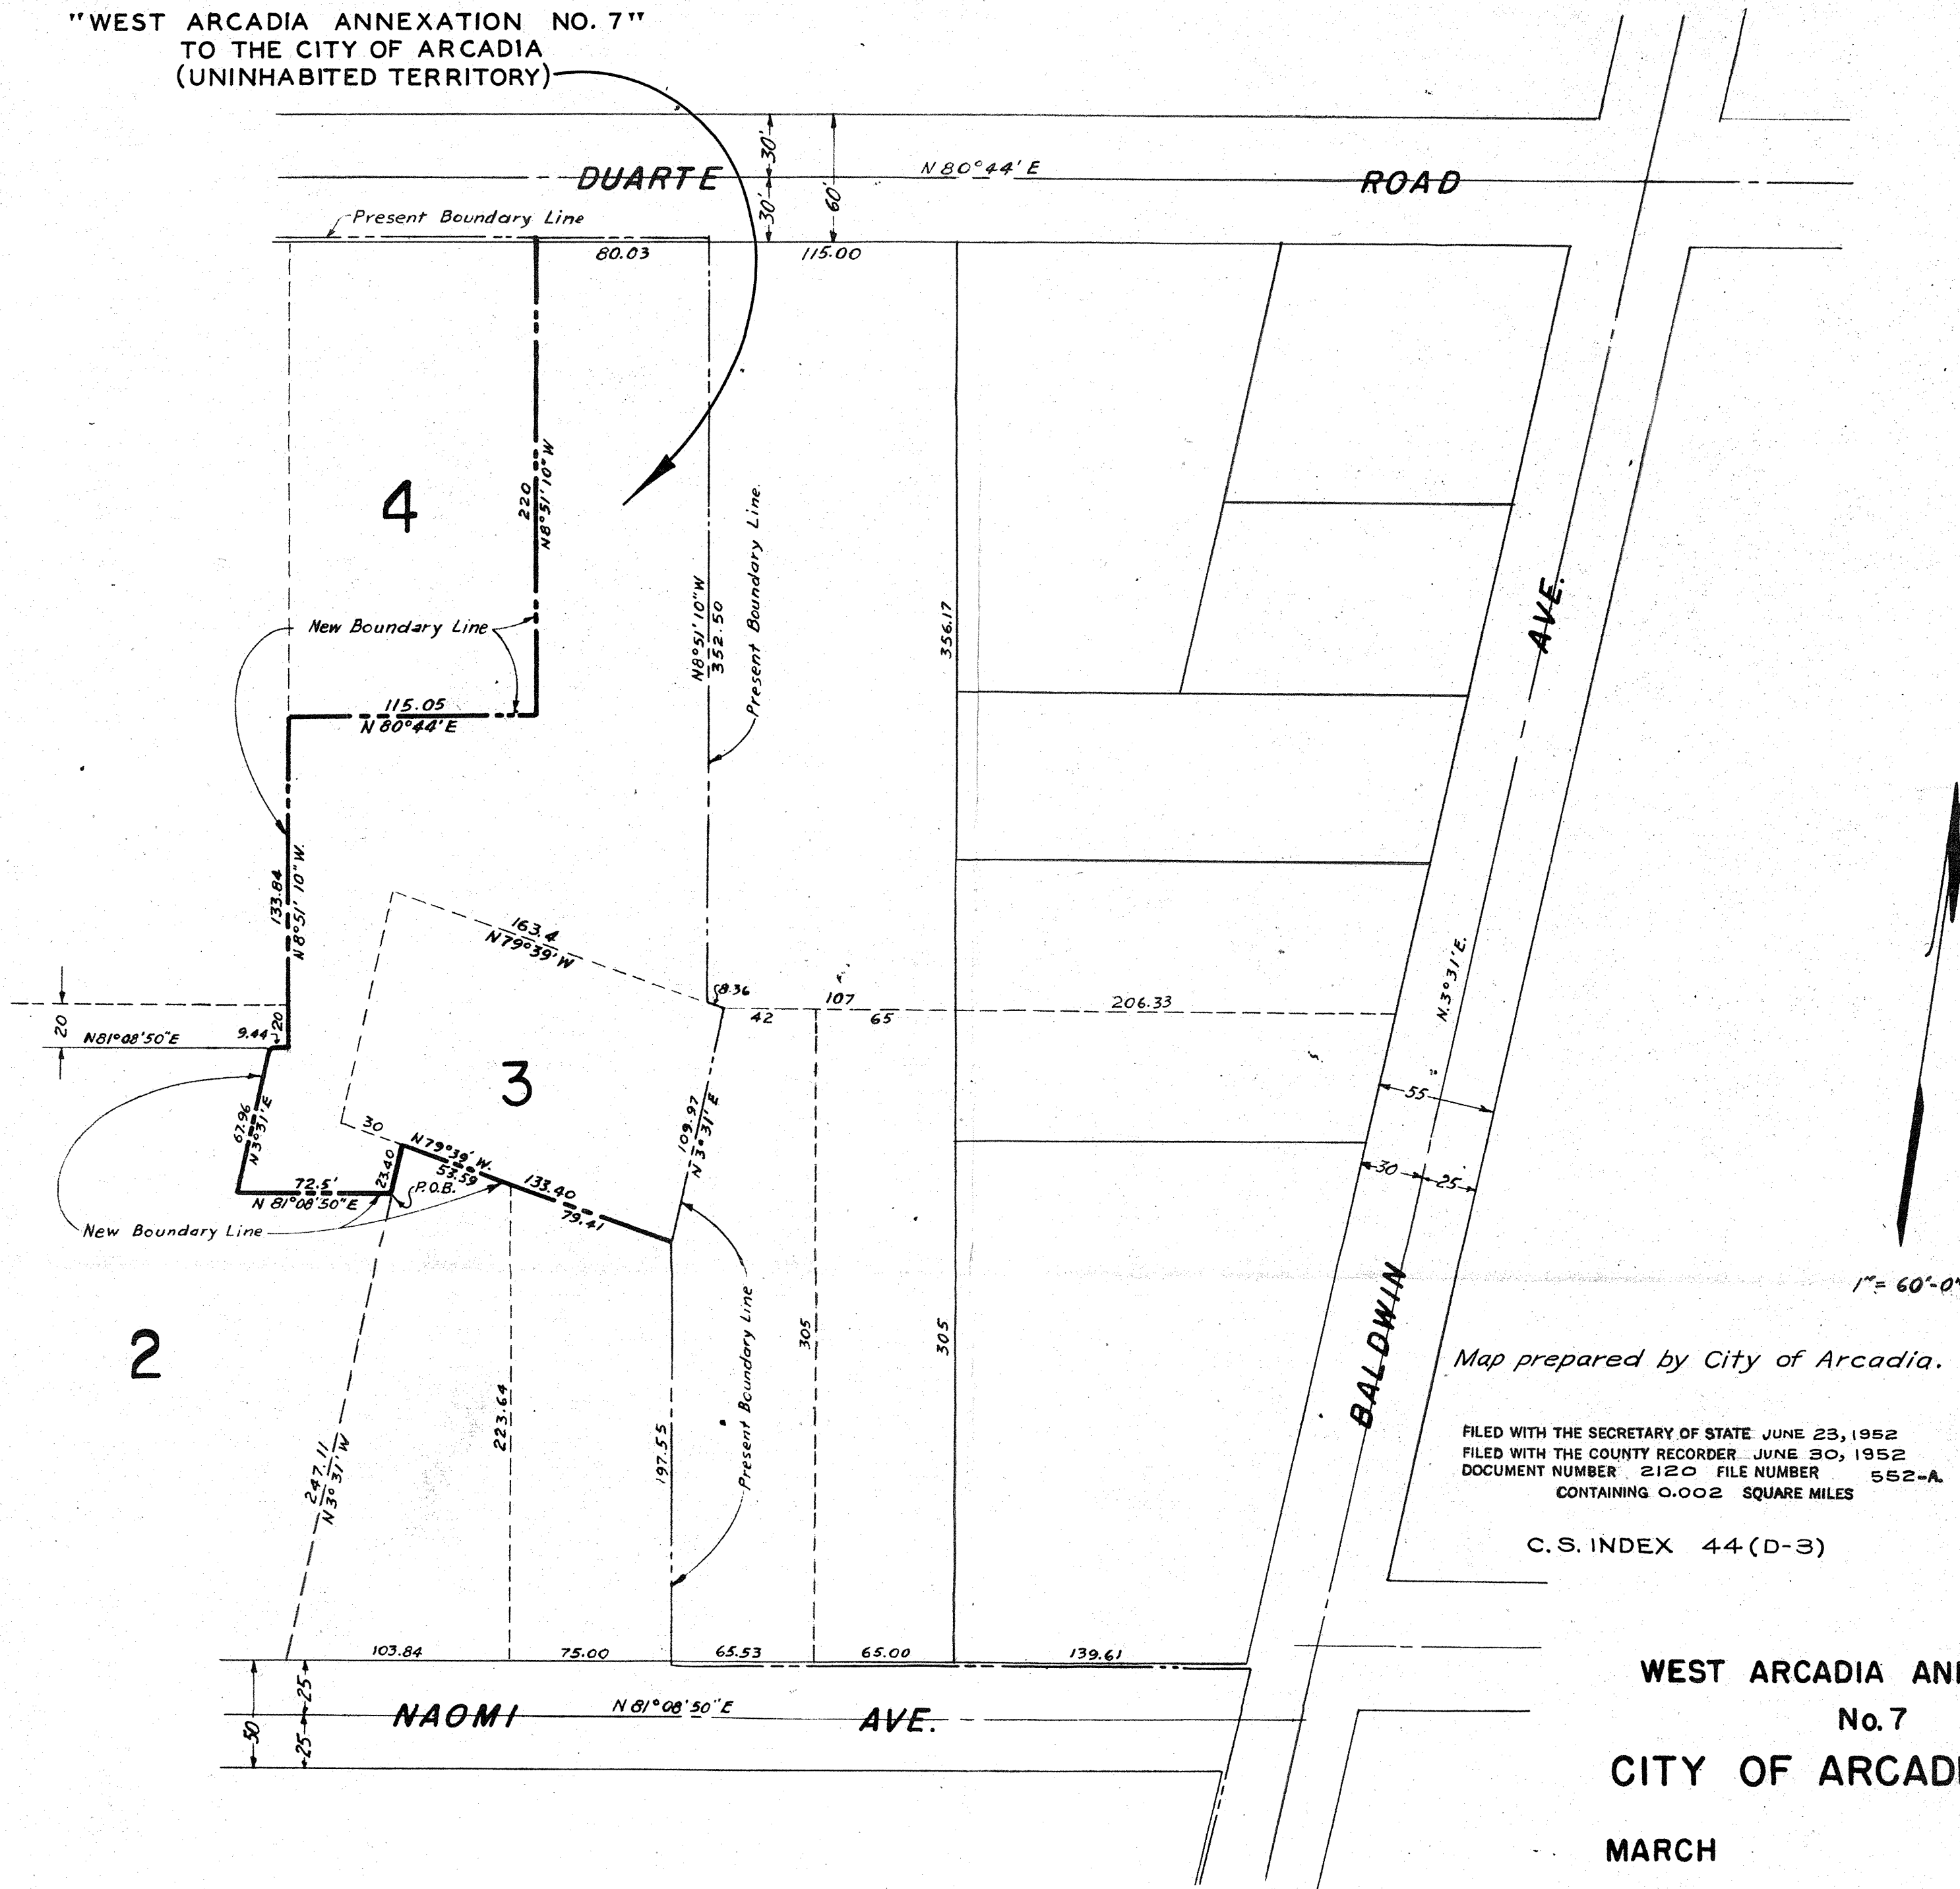 "WEST ARCADIA ANNEXATION NO. 7"
TO THE CITY OF ARCADIA
(UNINHABITED TERRITORY)
30'
30'
60'
DUARTE
N 80°44' E
ROAD
Present Boundary Line
80.03
115.00
4
220
N8°51'10"W
New Boundary Line
115.05
N 80°44' E
N8°51'10"W
352.50
Present Boundary Line.
356.17
AVE.
133.84
N8°51'10"W.
163.4
N79°39'W
8.36
107
42
65
206.33
N.3°31'E.
20
N81°08'50"E
9.44
20
3
67.96
N3°31'E
30
N79°39' W.
53.59
133.40
79.41
109.97
N3°31'E
23.40
P.O.B.
72.5'
N 81°08'50"E
New Boundary Line
55
30
25
1"= 60'-0"
2
247.11
N3°31'W
223.64
197.55
Present Boundary Line
305
305
BALDWIN
Map prepared by City of Arcadia.
FILED WITH THE SECRETARY OF STATE JUNE 23, 1952
FILED WITH THE COUNTY RECORDER JUNE 30, 1952
DOCUMENT NUMBER 2120 FILE NUMBER 552-A.
CONTAINING 0.002 SQUARE MILES
C.S. INDEX 44(D-3)
103.84
75.00
65.53
65.00
139.61
50
25
25
NAOMI
N 81°08'50"E
AVE.
WEST ARCADIA
No. 7
CITY OF
MARCH